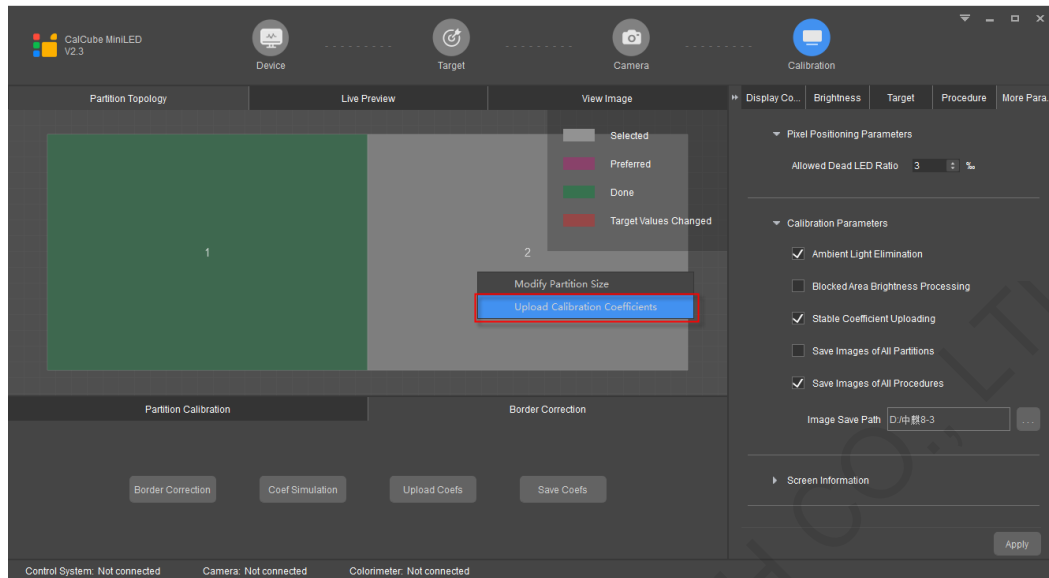 CalCube MiniLED
V2.3
Device
Target
Camera
Calibration
Partition Topology
Live Preview
View Image
Display Co...
Brightness
Target
Procedure
More Para.
Selected
Preferred
Done
Target Values Changed
1
2
Modify Partition Size
Upload Calibration Coefficients
Pixel Positioning Parameters
Allowed Dead LED Ratio 3 ‰
Calibration Parameters
Ambient Light Elimination
Blocked Area Brightness Processing
Stable Coefficient Uploading
Save Images of All Partitions
Save Images of All Procedures
Image Save Path D:/中麒8-3 ...
Screen Information
Apply
Partition Calibration
Border Correction
Border Correction
Coef Simulation
Upload Coefs
Save Coefs
Control System: Not connected
Camera: Not connected
Colorimeter: Not connected
H CO., LT